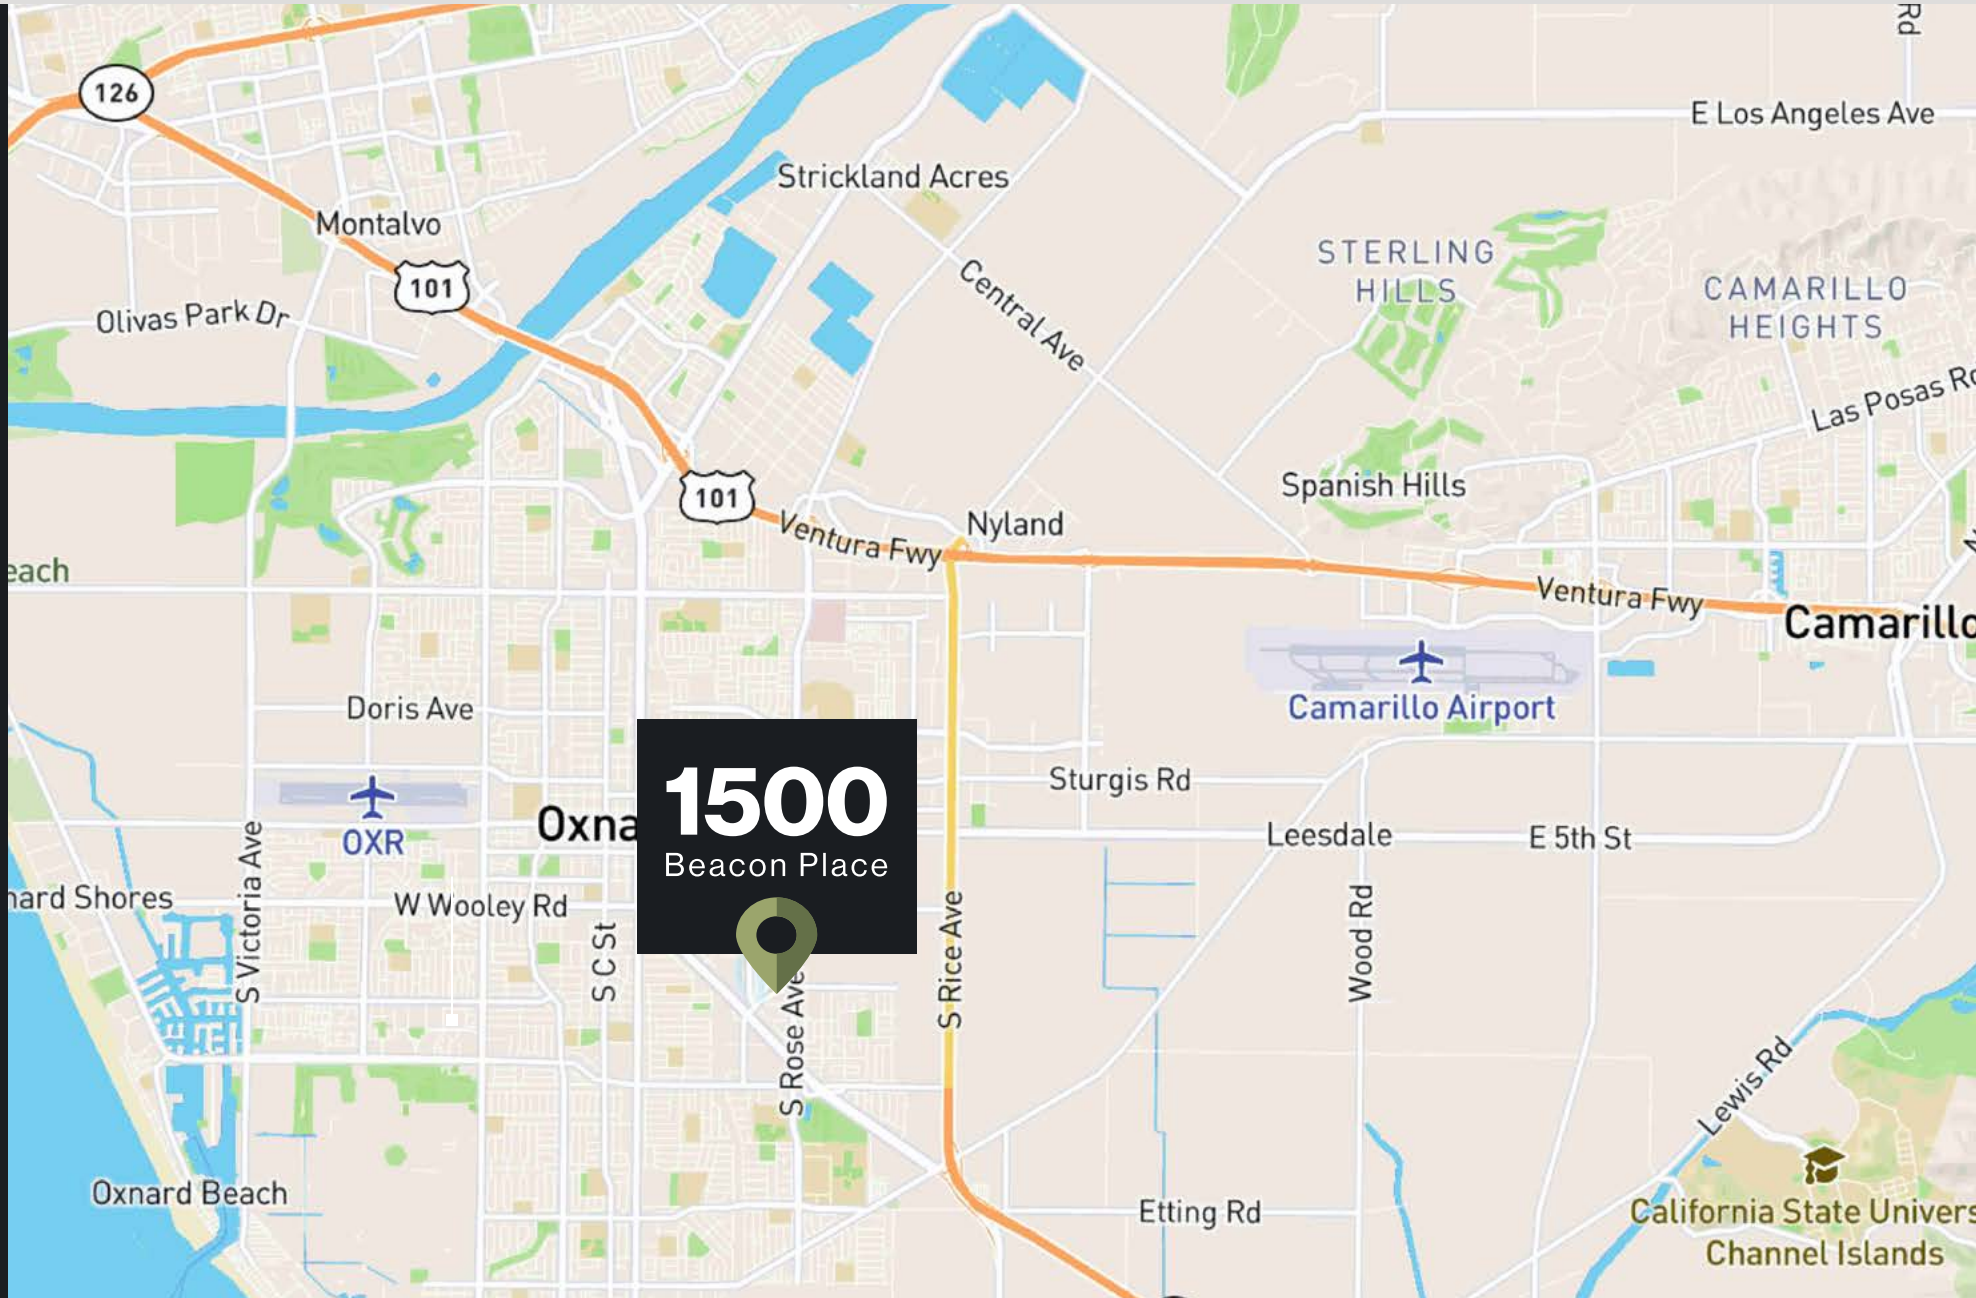 Rd
126
E Los Angeles Ave
Strickland Acres
Montalvo
STERLING
HILLS
101
Central Ave
CAMARILLO
HEIGHTS
Olivas Park Dr
Las Posas Rd
Spanish Hills
101
Ventura Fwy
Nyland
each
Ventura Fwy
Camarillo
Doris Ave
Camarillo Airport
Sturgis Rd
OXR
Oxna
1500
Beacon Place
Leesdale
E 5th St
S Victoria Ave
nard Shores
W Wooley Rd
S C St
S Rice Ave
Wood Rd
S Rose Ave
Lewis Rd
Oxnard Beach
Etting Rd
California State Univers
Channel Islands